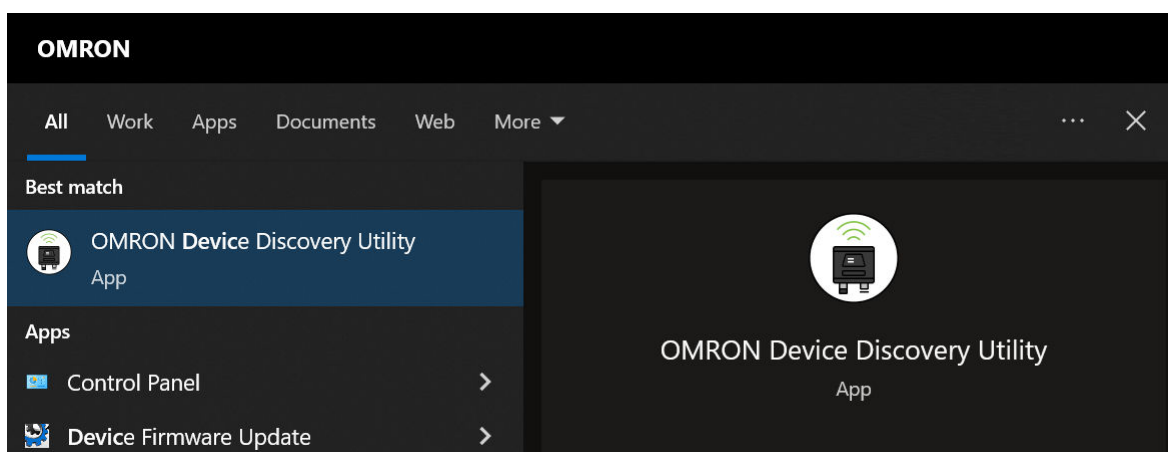 OMRON
All Work Apps Documents Web More
Best match
OMRON Device Discovery Utility
App
Apps
Control Panel
Device Firmware Update
OMRON Device Discovery Utility
App